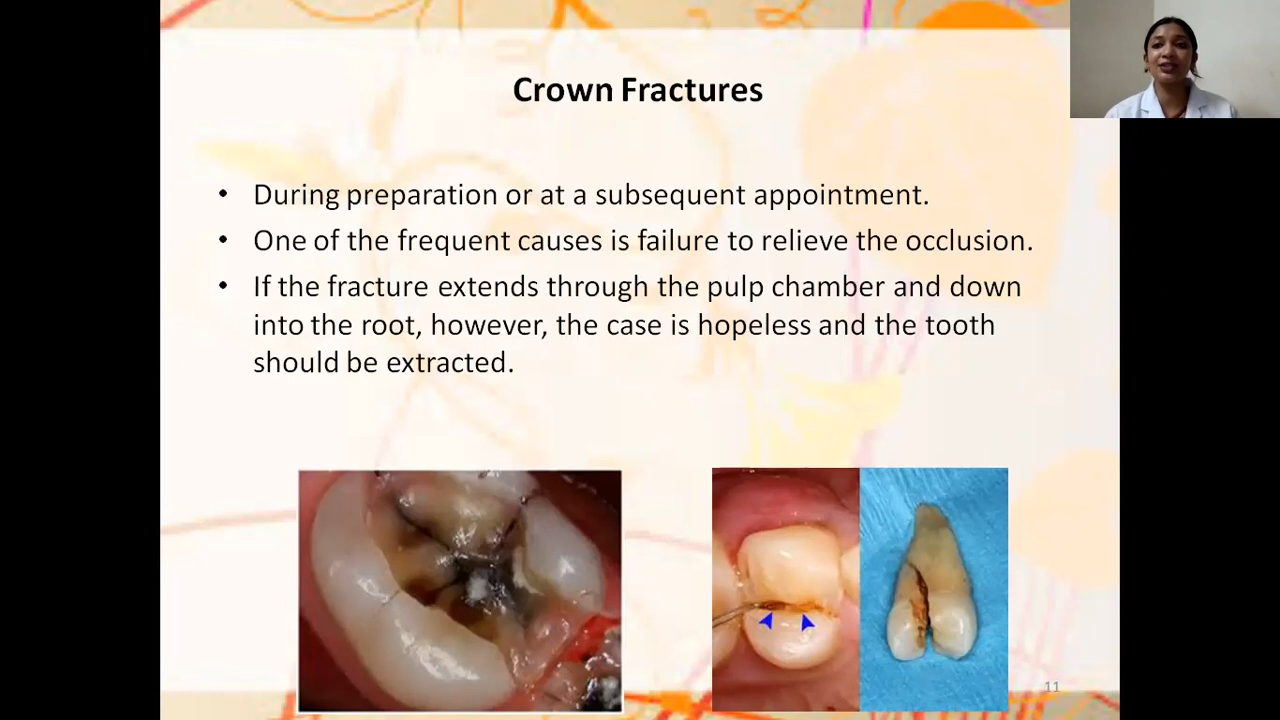 Crown Fractures
• During preparation or at a subsequent appointment.
• One of the frequent causes is failure to relieve the occlusion.
• If the fracture extends through the pulp chamber and down
into the root, however, the case is hopeless and the tooth
should be extracted.
11